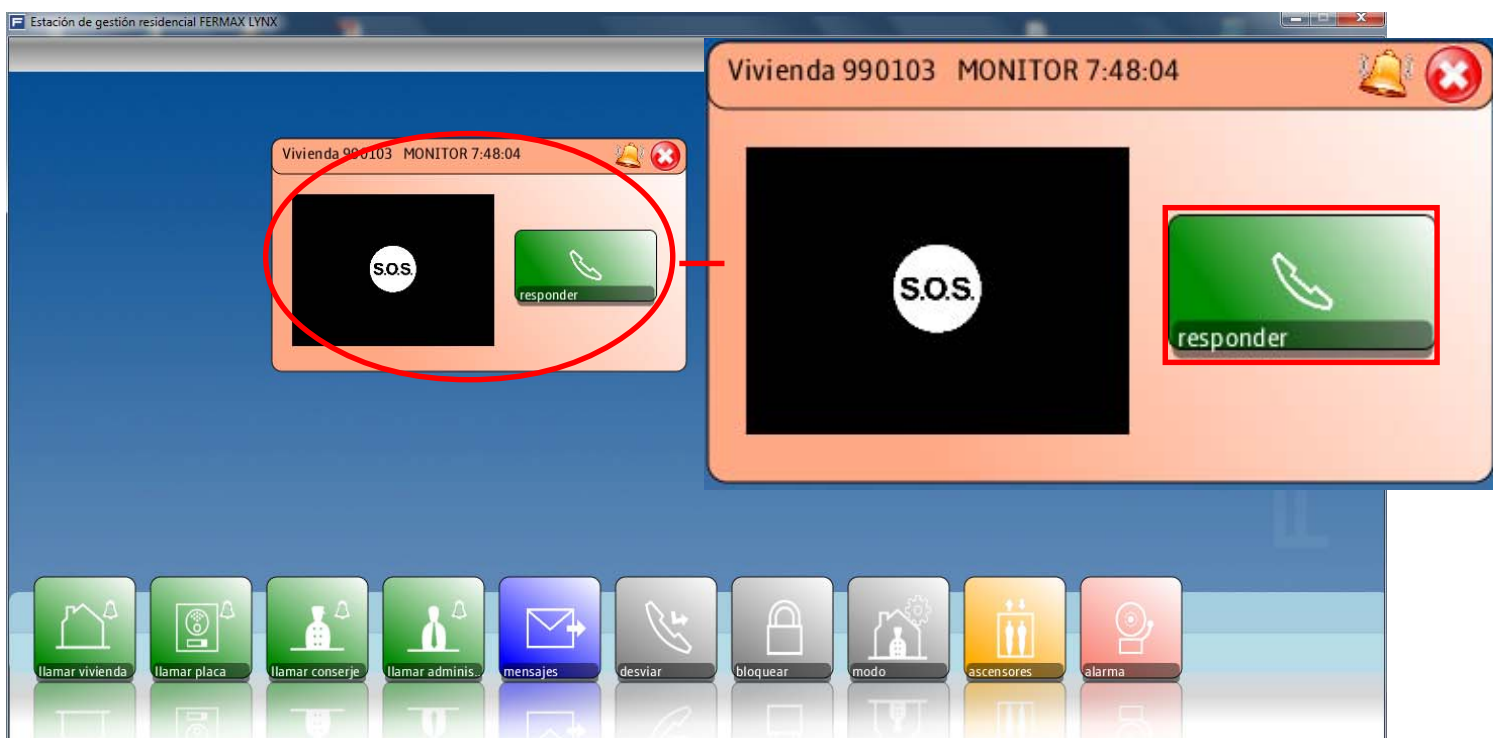 Estación de gestión residencial FERMAX LYNX
Vivienda 990103 MONITOR 7:48:04
S.O.S.
responder
Vivienda 990103 MONITOR 7:48:04
S.O.S.
responder
llamar vivienda
llamar placa
llamar conserje
llamar adminis..
mensajes
desviar
bloquear
modo
ascensores
alarma